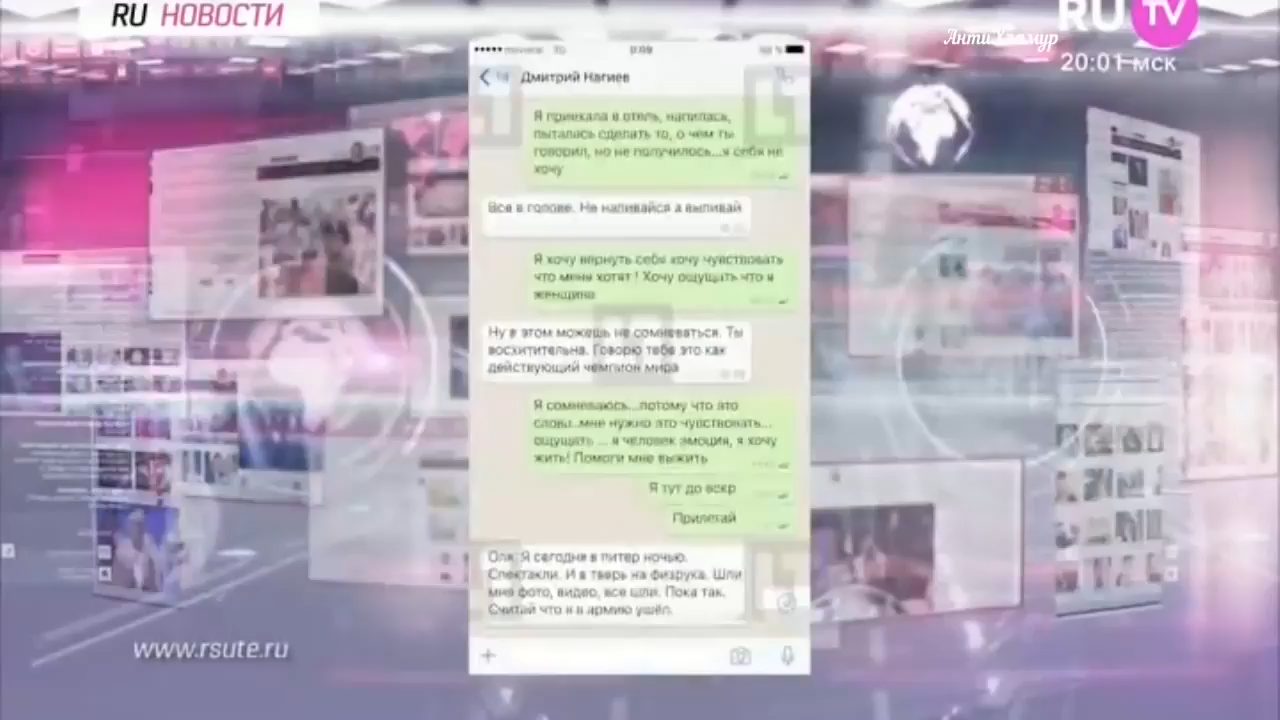 RU НОВОСТИ
RU TV
АнтиХэамур
20:01 мск
Дмитрий Нагиев
Я приехала в отель, напилась,
пыталась сделать то, о чем ты
говорил, но не получилось...я себя не
хочу
Все в голове. Не напивайся а выпивай
Я хочу вернуть себя хочу чувствовать
что меня хотят ! Хочу ощущать что я
женщина
Ну в этом можешь не сомневаться. Ты
восхитительна. Говорю тебе это как
действующий чемпион мира
Я сомневаюсь...потому что это
слова..мне нужно это чувствовать...
ощущать ... я человек эмоция, я хочу
жить! Помоги мне выжить
Я тут до вскр
Прилетай
Оля. Я сегодня в питер ночью.
Спектакли. И в тверь на физрука. Шли
мне фото, видео, все шли. Пока так.
Считай что я в армию ушёл.
www.rsute.ru